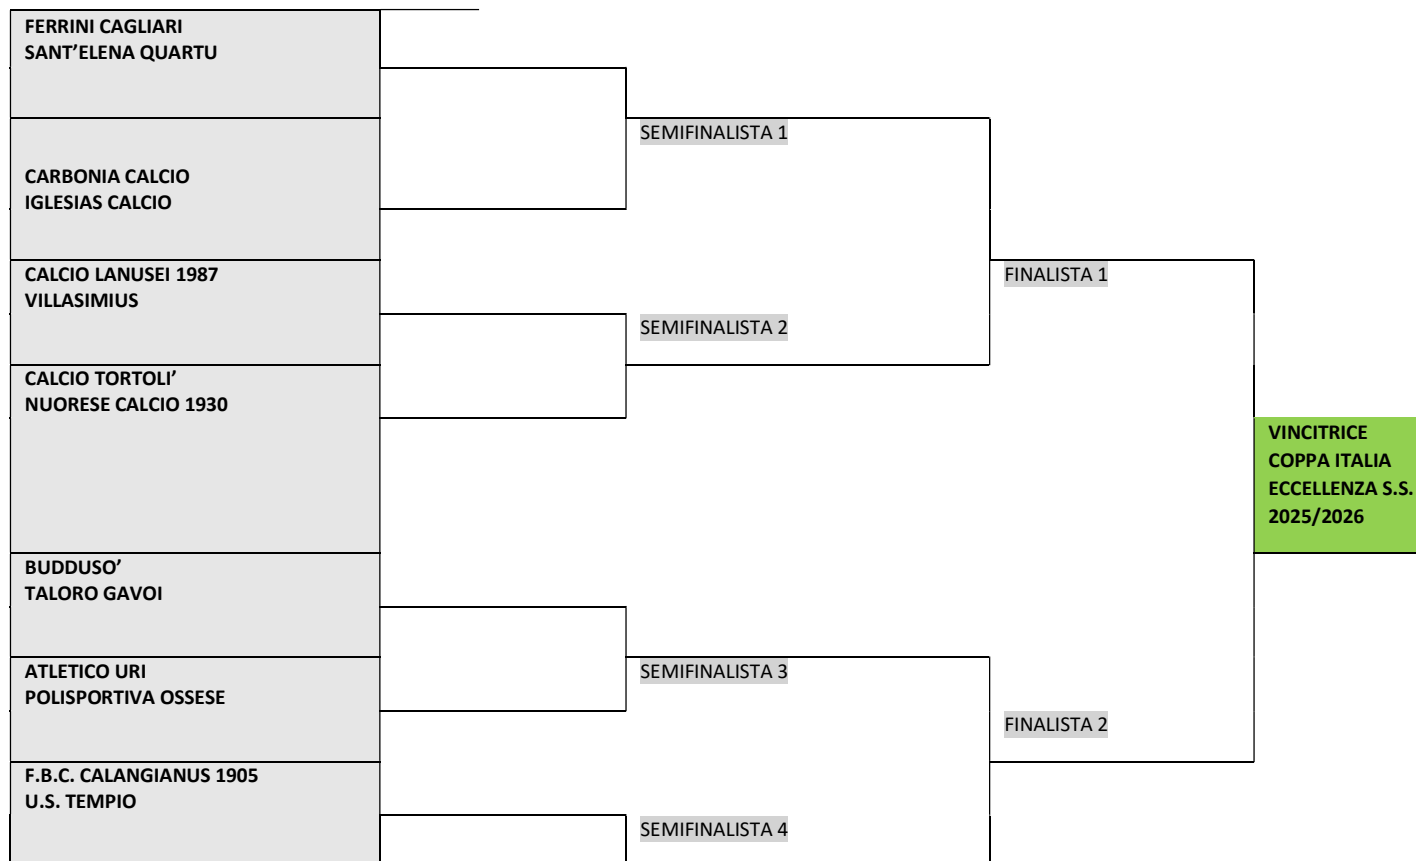 FERRINI CAGLIARI
SANT’ELENA QUARTU
SEMIFINALISTA 1
CARBONIA CALCIO
IGLESIAS CALCIO
CALCIO LANUSEI 1987
VILLASIMIUS
FINALISTA 1
SEMIFINALISTA 2
CALCIO TORTOLI’
NUORESE CALCIO 1930
VINCITRICE
COPPA ITALIA
ECCELLENZA S.S.
2025/2026
BUDDUSO’
TALORO GAVOI
ATLETICO URI
POLISPORTIVA OSSESE
SEMIFINALISTA 3
FINALISTA 2
F.B.C. CALANGIANUS 1905
U.S. TEMPIO
SEMIFINALISTA 4